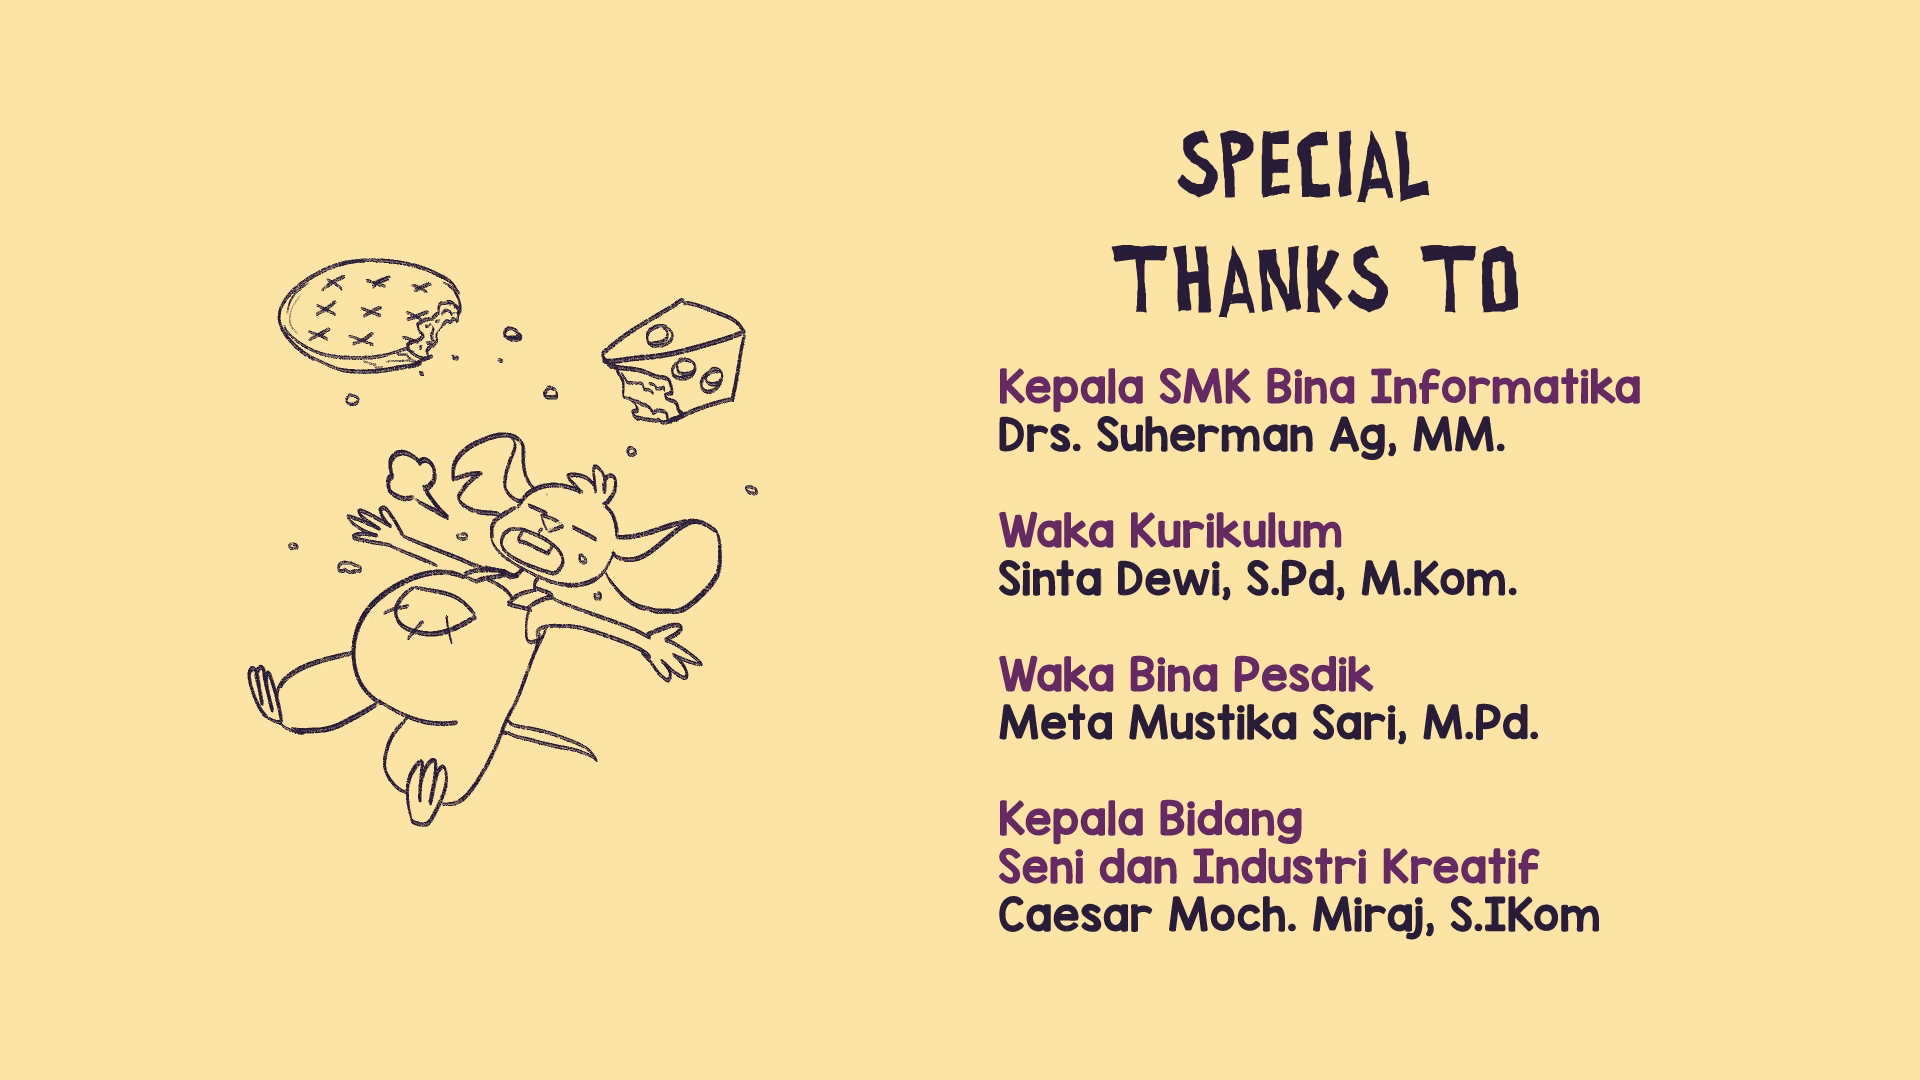 SPECIAL
THANKS TO
Kepala SMK Bina Informatika
Drs. Suherman Ag, MM.
Waka Kurikulum
Sinta Dewi, S.Pd, M.Kom.
Waka Bina Pesdik
Meta Mustika Sari, M.Pd.
Kepala Bidang
Seni dan Industri Kreatif
Caesar Moch. Miraj, S.IKom